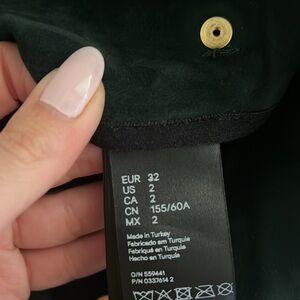 EUR 32
US 2
CA 2
CN 155/60A
MX 2
Made in Turkey
Fabricado em Turquia
Fabriqué en Turquie
Hecho en Turquía
O/N 559441
P/N 0337614 2